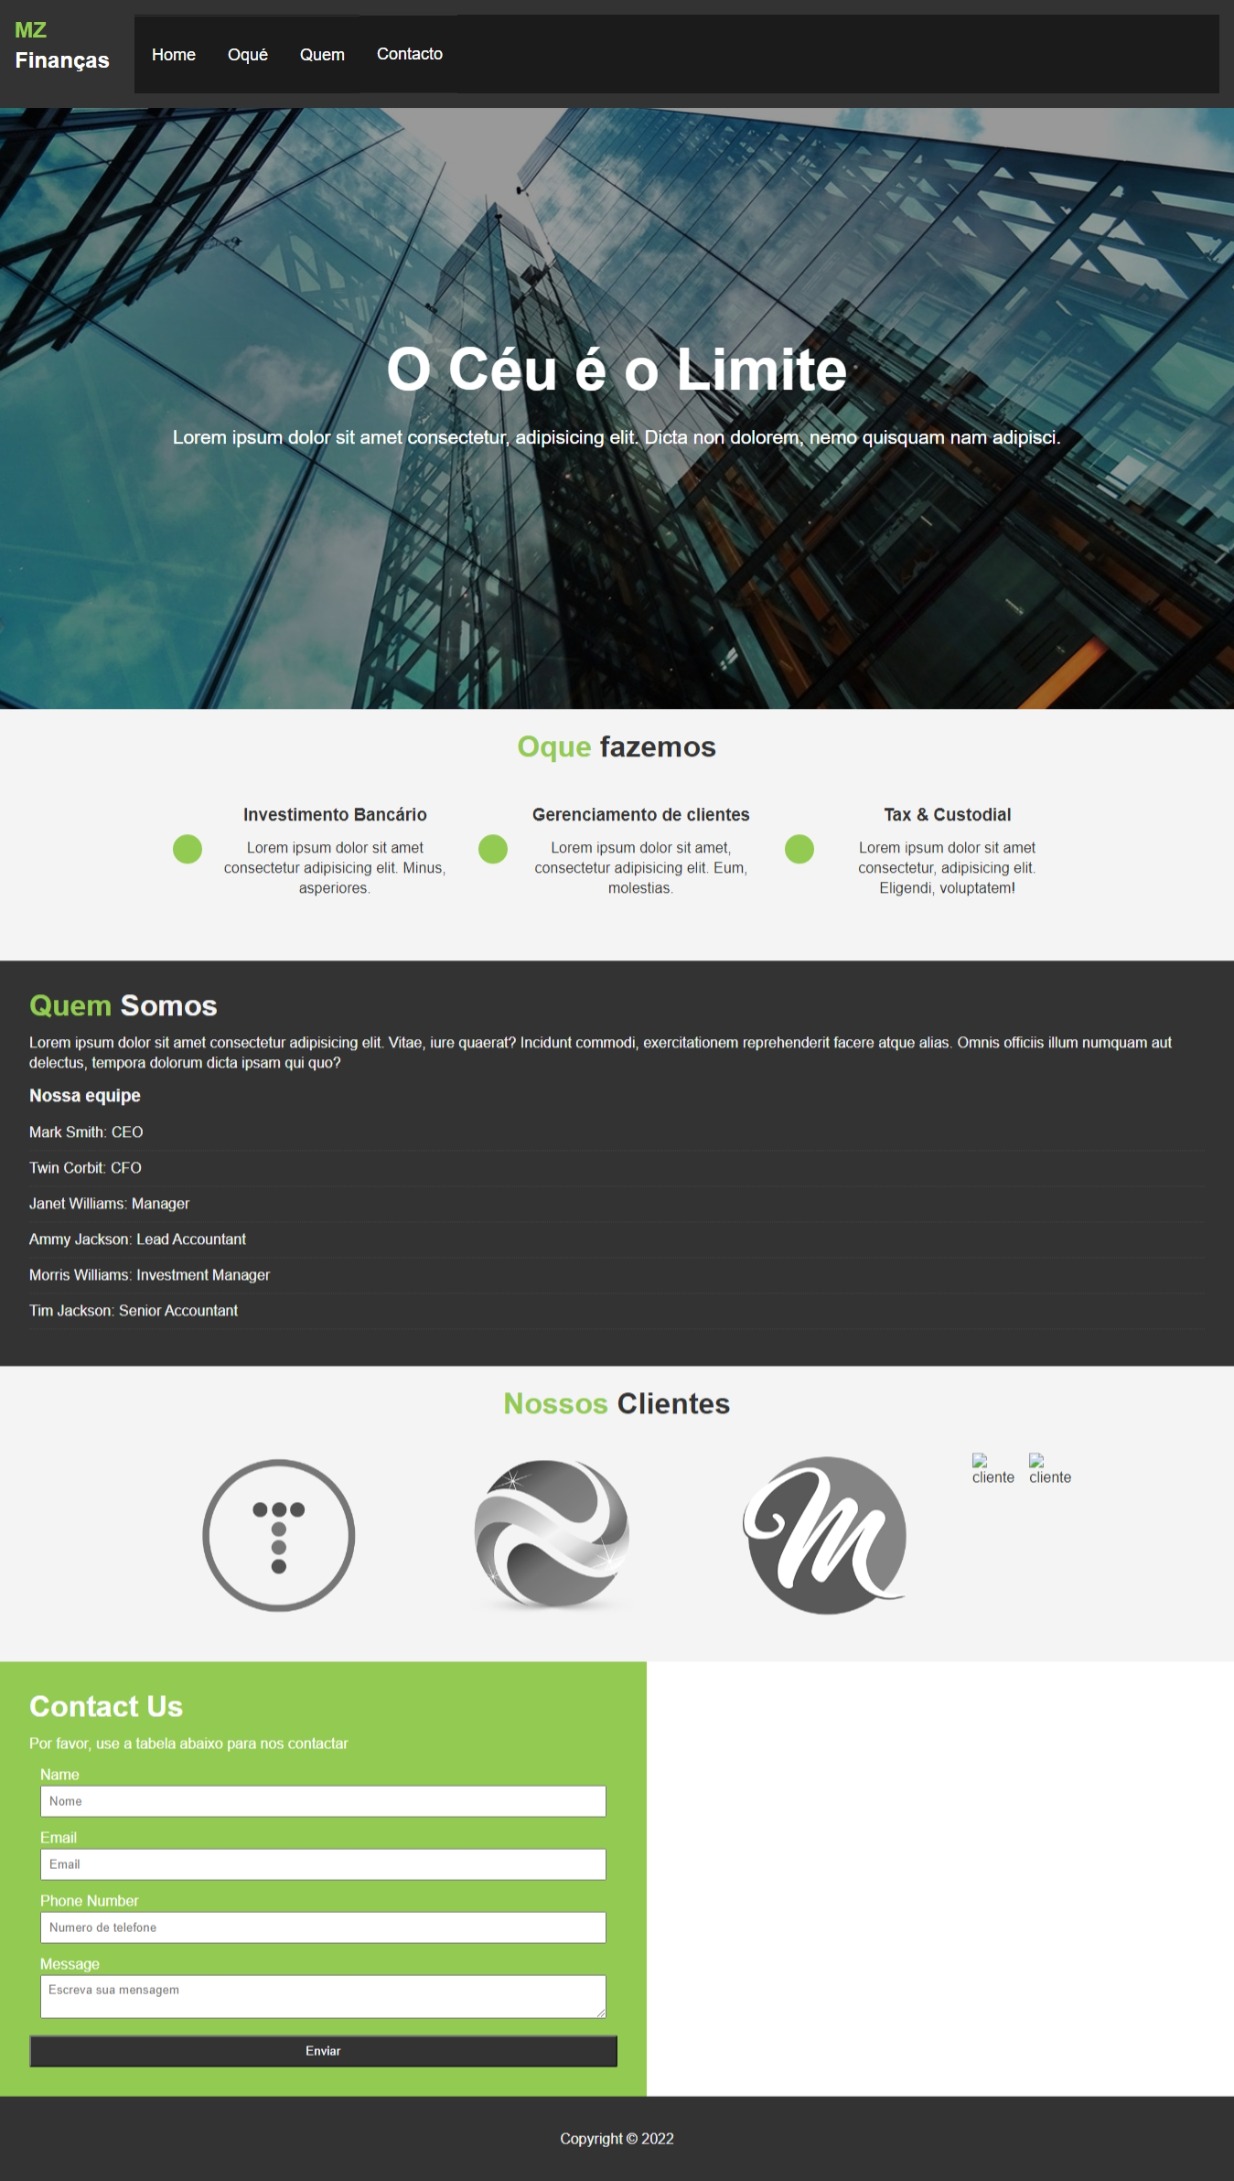 MZ
Finanças
Home
Oqué
Quem
Contacto
O Céu é o Limite
Lorem ipsum dolor sit amet consectetur, adipisicing elit. Dicta non dolorem, nemo quisquam nam adipisci.
Oque fazemos
Investimento Bancário
Lorem ipsum dolor sit amet
consectetur adipisicing elit. Minus,
asperiores.
Gerenciamento de clientes
Lorem ipsum dolor sit amet,
consectetur adipisicing elit. Eum,
molestias.
Tax & Custodial
Lorem ipsum dolor sit amet
consectetur, adipisicing elit.
Eligendi, voluptatem!
Quem Somos
Lorem ipsum dolor sit amet consectetur adipisicing elit. Vitae, iure quaerat? Incidunt commodi, exercitationem reprehenderit facere atque alias. Omnis officiis illum numquam aut
delectus, tempora dolorum dicta ipsam qui quo?
Nossa equipe
Mark Smith: CEO
Twin Corbit: CFO
Janet Williams: Manager
Ammy Jackson: Lead Accountant
Morris Williams: Investment Manager
Tim Jackson: Senior Accountant
Nossos Clientes
T
M
cliente
cliente
Contact Us
Por favor, use a tabela abaixo para nos contactar
Name
Nome
Email
Email
Phone Number
Numero de telefone
Message
Escreva sua mensagem
Enviar
Copyright © 2022